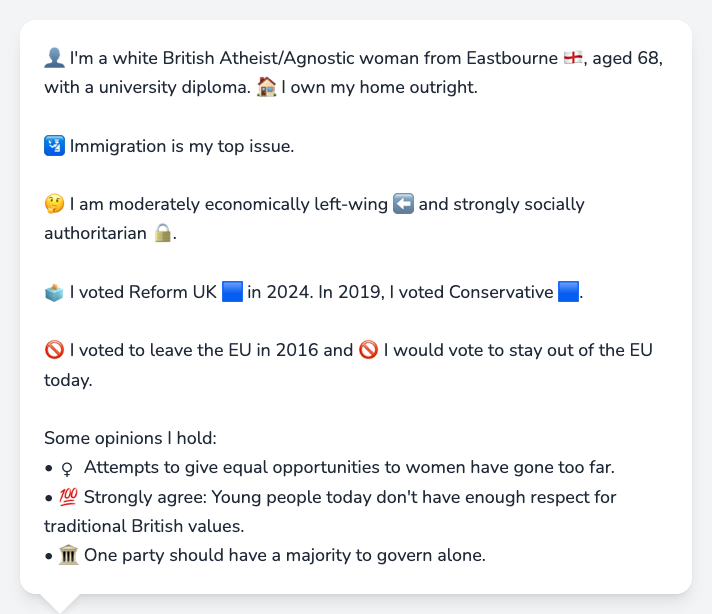 👤 I'm a white British Atheist/Agnostic woman from Eastbourne 🏴󠁧󠁢󠁥󠁮󠁧󠁿, aged 68,
with a university diploma. 🏠 I own my home outright.
🛂 Immigration is my top issue.
🤔 I am moderately economically left-wing ⬅️ and strongly socially
authoritarian 🔒.
🗳️ I voted Reform UK 🟦 in 2024. In 2019, I voted Conservative 🟦.
🚫 I voted to leave the EU in 2016 and 🚫 I would vote to stay out of the EU
today.
Some opinions I hold:
• ♀ Attempts to give equal opportunities to women have gone too far.
• 💯 Strongly agree: Young people today don't have enough respect for
traditional British values.
• 🏛️ One party should have a majority to govern alone.